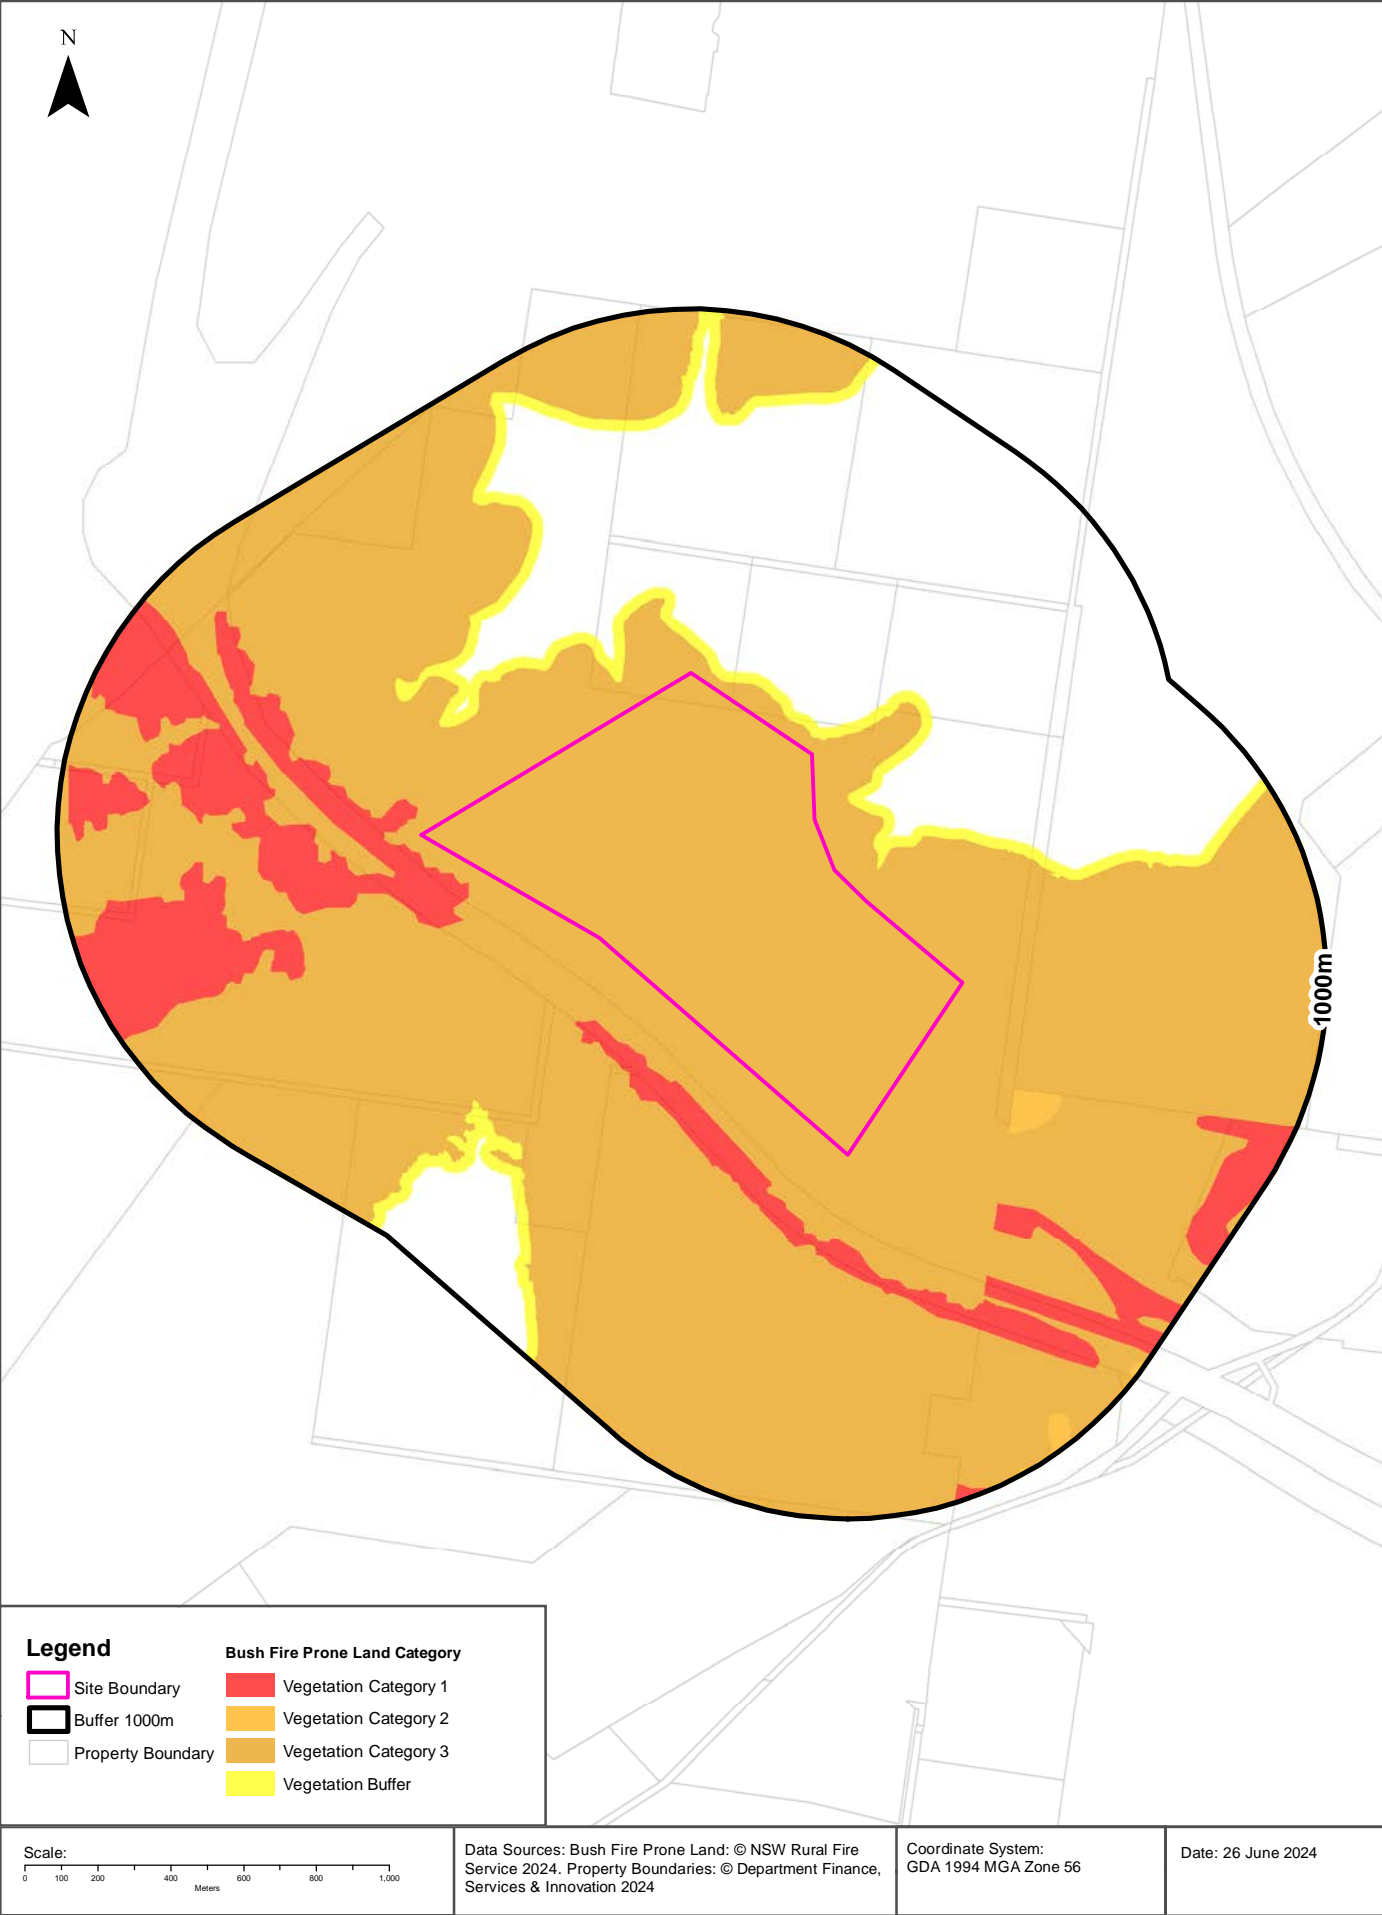 N
1000m
Legend
Site Boundary
Buffer 1000m
Property Boundary
Bush Fire Prone Land Category
Vegetation Category 1
Vegetation Category 2
Vegetation Category 3
Vegetation Buffer
Scale:
0 100 200 400 600 800 1,000
Meters
Data Sources: Bush Fire Prone Land: © NSW Rural Fire
Service 2024. Property Boundaries: © Department Finance,
Services & Innovation 2024
Coordinate System:
GDA 1994 MGA Zone 56
Date: 26 June 2024